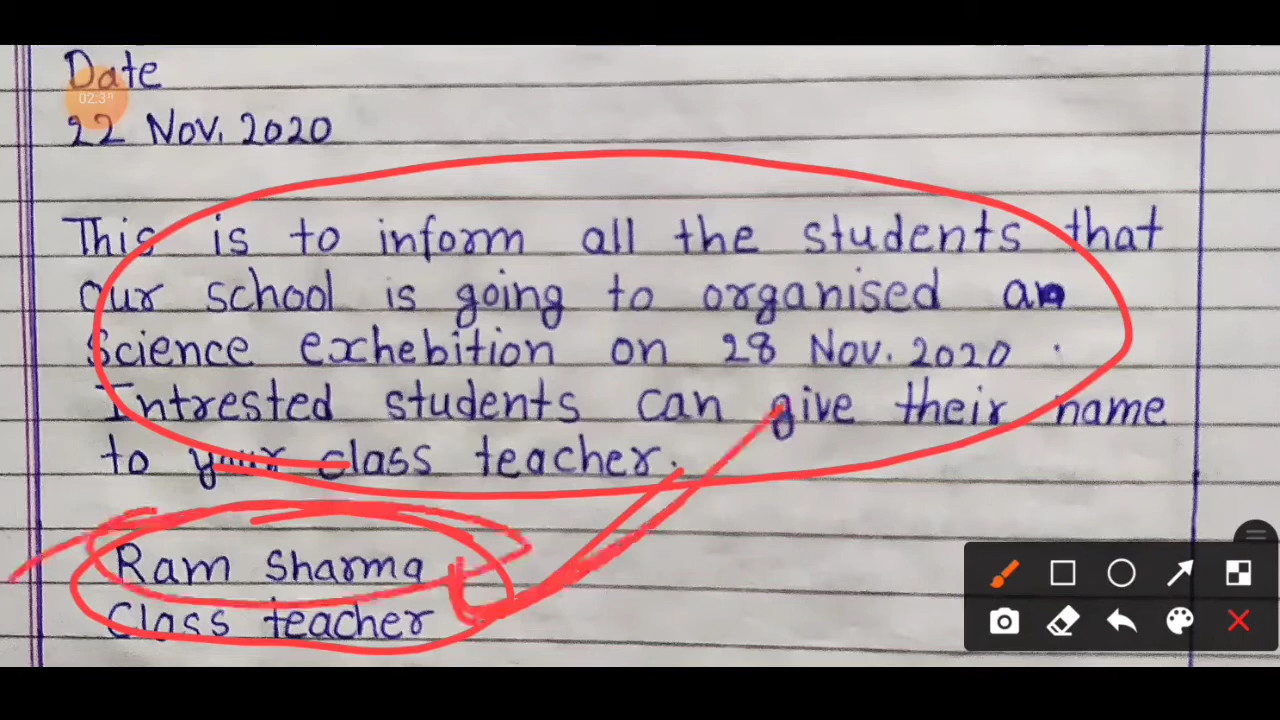 Date
02:38
22 Nov. 2020
This is to inform all the students that
our school is going to organised an
Science exhebition on 28 Nov. 2020 .
Intrested students can give their name
to your class teacher.
Ram Sharma
Class teacher